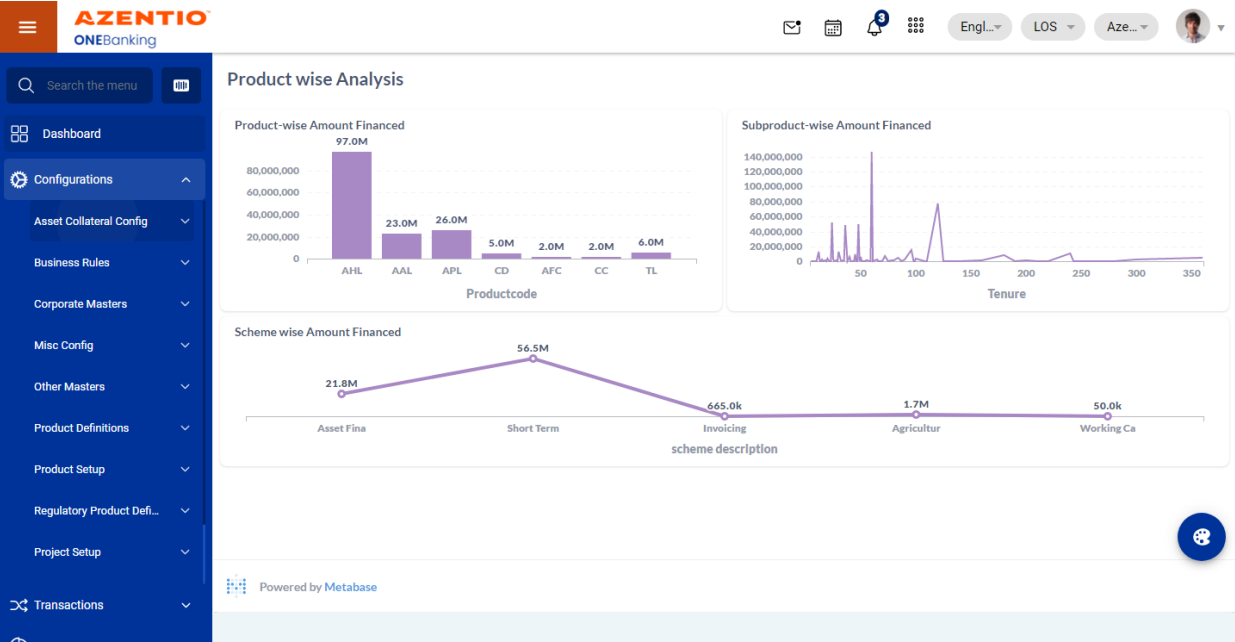 AZENTIO
ONEBanking
3
Engl...
LOS
Aze...
Search the menu
Dashboard
Configurations
Asset Collateral Config
Business Rules
Corporate Masters
Misc Config
Other Masters
Product Definitions
Product Setup
Regulatory Product Defi...
Project Setup
Transactions
Product wise Analysis
Product-wise Amount Financed
97.0M
80,000,000
60,000,000
40,000,000
20,000,000
0
23.0M
26.0M
5.0M
2.0M
2.0M
6.0M
AHL AAL APL CD AFC CC TL
Productcode
Subproduct-wise Amount Financed
140,000,000
120,000,000
100,000,000
80,000,000
60,000,000
40,000,000
20,000,000
0
50 100 150 200 250 300 350
Tenure
Scheme wise Amount Financed
21.8M
56.5M
665.0k
1.7M
50.0k
Asset Fina Short Term Invoicing Agricultur Working Ca
scheme description
Powered by Metabase